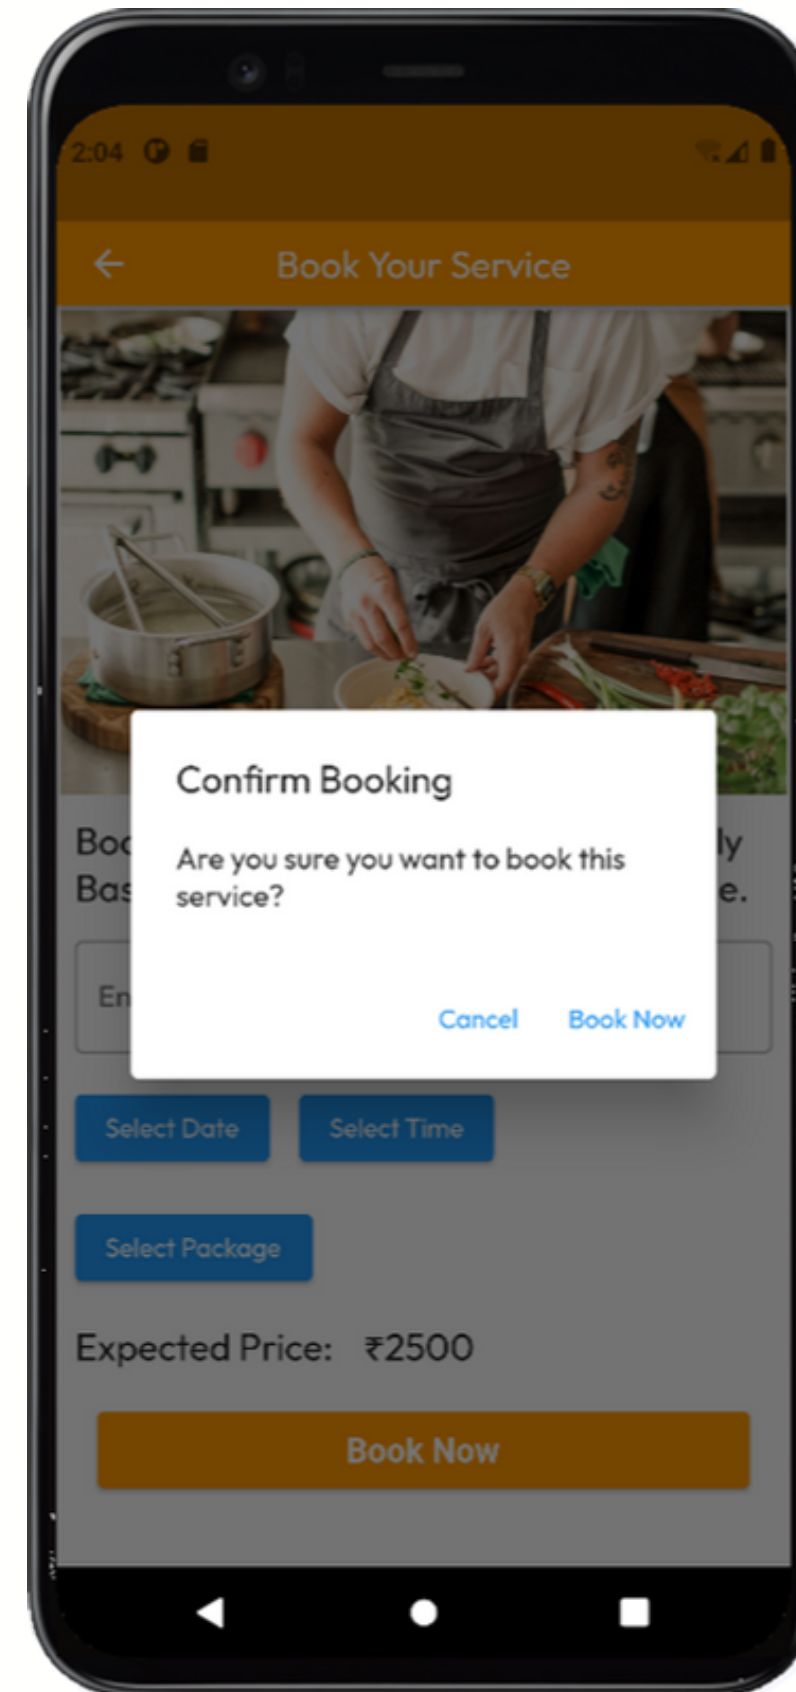 2:04
Book Your Service
Confirm Booking
Are you sure you want to book this
service?
ly
e.
Cancel Book Now
Select Date Select Time
Select Package
Expected Price: ₹2500
Book Now